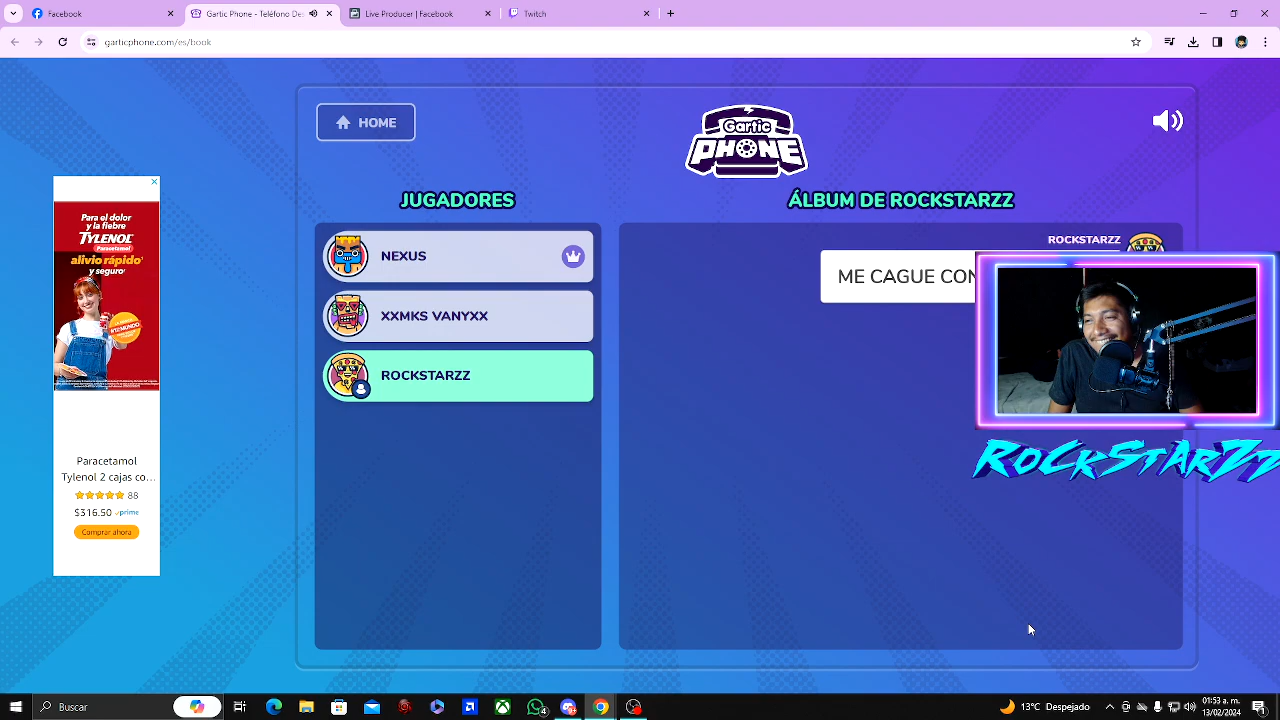 Facebook
Gartic Phone - Teléfono De
Live Producer | Facebook
Twitch
garticphone.com/es/book
HOME
Gartic
PHONE
JUGADORES
ÁLBUM DE ROCKSTARZZ
NEXUS
XXMKS VANYXX
ROCKSTARZZ
ROCKSTARZZ
ME CAGUE CON
ROCKSTARZZ
Para el dolor
y la fiebre
TYLENOL
Paracetamol
alivio rápido
y seguro
Paracetamol
Tylenol 2 cajas co...
88
$316.50 prime
Comprar ahora
Buscar
4
13°C Despejado
01:53 a. m.
13/02/2024